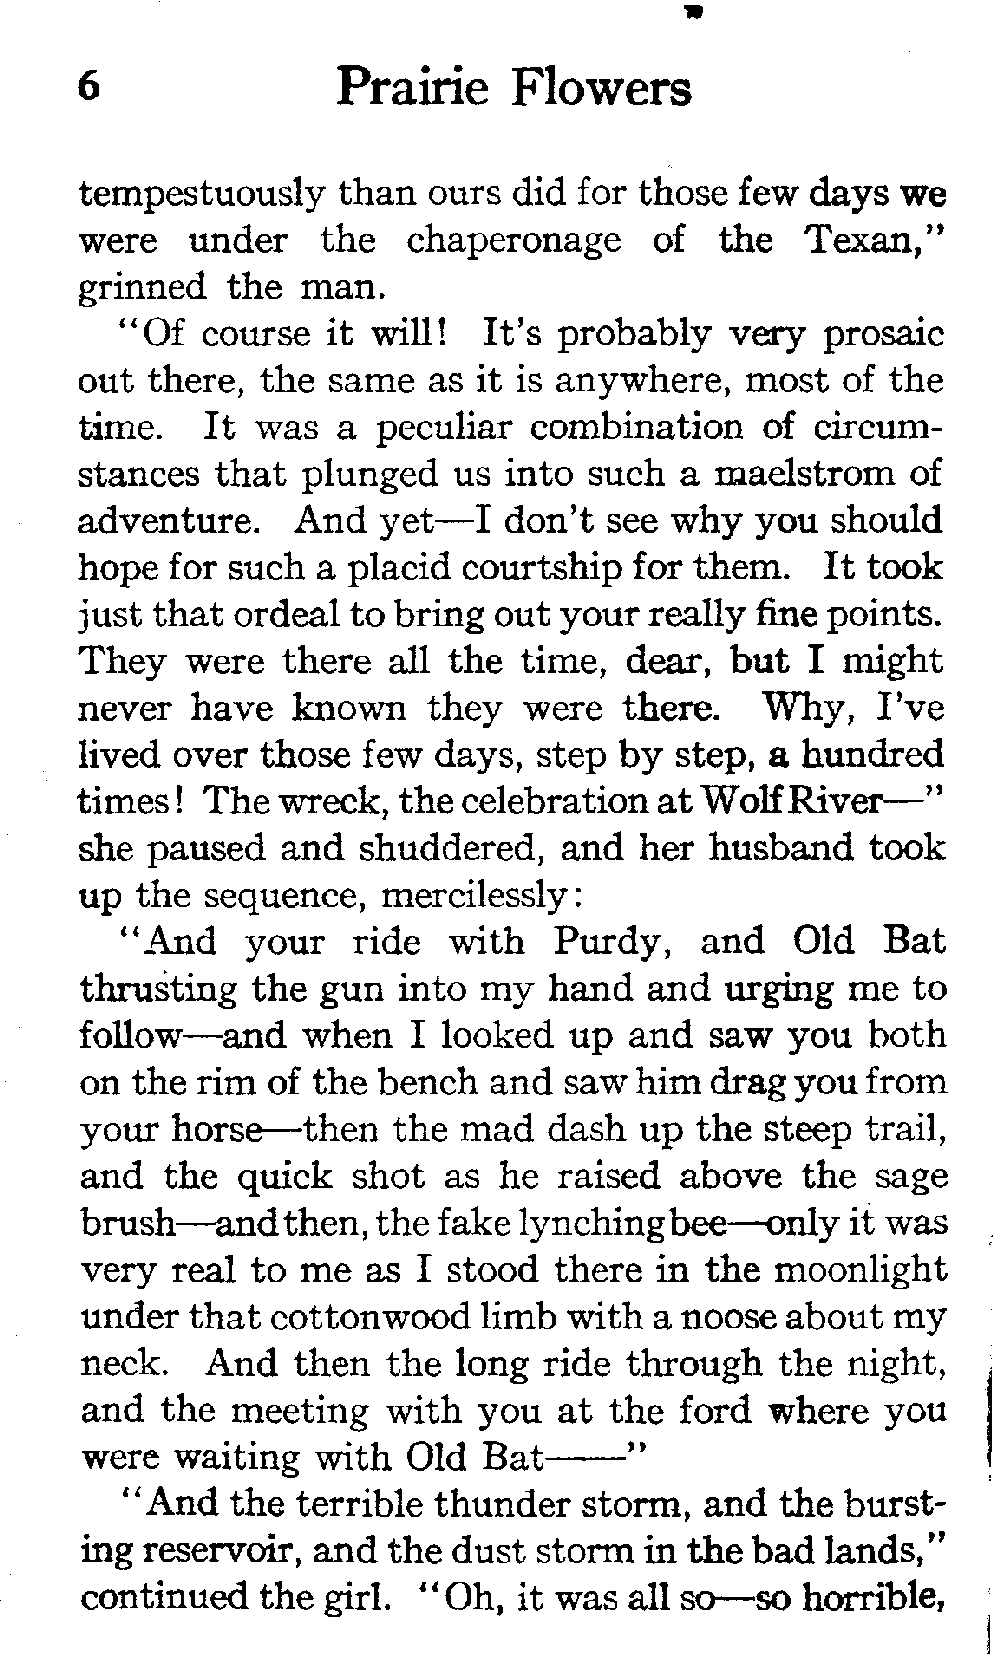 6 Prairie Flowers
tempestuously than ours did for those few days we
were under the chaperonage of the Texan,"
grinned the man.
"Of course it will! It's probably very prosaic
out there, the same as it is anywhere, most of the
time. It was a peculiar combination of circum-
stances that plunged us into such a maelstrom of
adventure. And yet—I don't see why you should
hope for such a placid courtship for them. It took
just that ordeal to bring out your really fine points.
They were there all the time, dear, but I might
never have known they were there. Why, I've
lived over those few days, step by step, a hundred
times! The wreck, the celebration at Wolf River—"
she paused and shuddered, and her husband took
up the sequence, mercilessly:
"And your ride with Purdy, and Old Bat
thrusting the gun into my hand and urging me to
follow—and when I looked up and saw you both
on the rim of the bench and saw him drag you from
your horse—then the mad dash up the steep trail,
and the quick shot as he raised above the sage
brush—and then, the fake lynching bee—only it was
very real to me as I stood there in the moonlight
under that cottonwood limb with a noose about my
neck. And then the long ride through the night,
and the meeting with you at the ford where you
were waiting with Old Bat——"
"And the terrible thunder storm, and the burst-
ing reservoir, and the dust storm in the bad lands,"
continued the girl. "Oh, it was all so—so horrible,